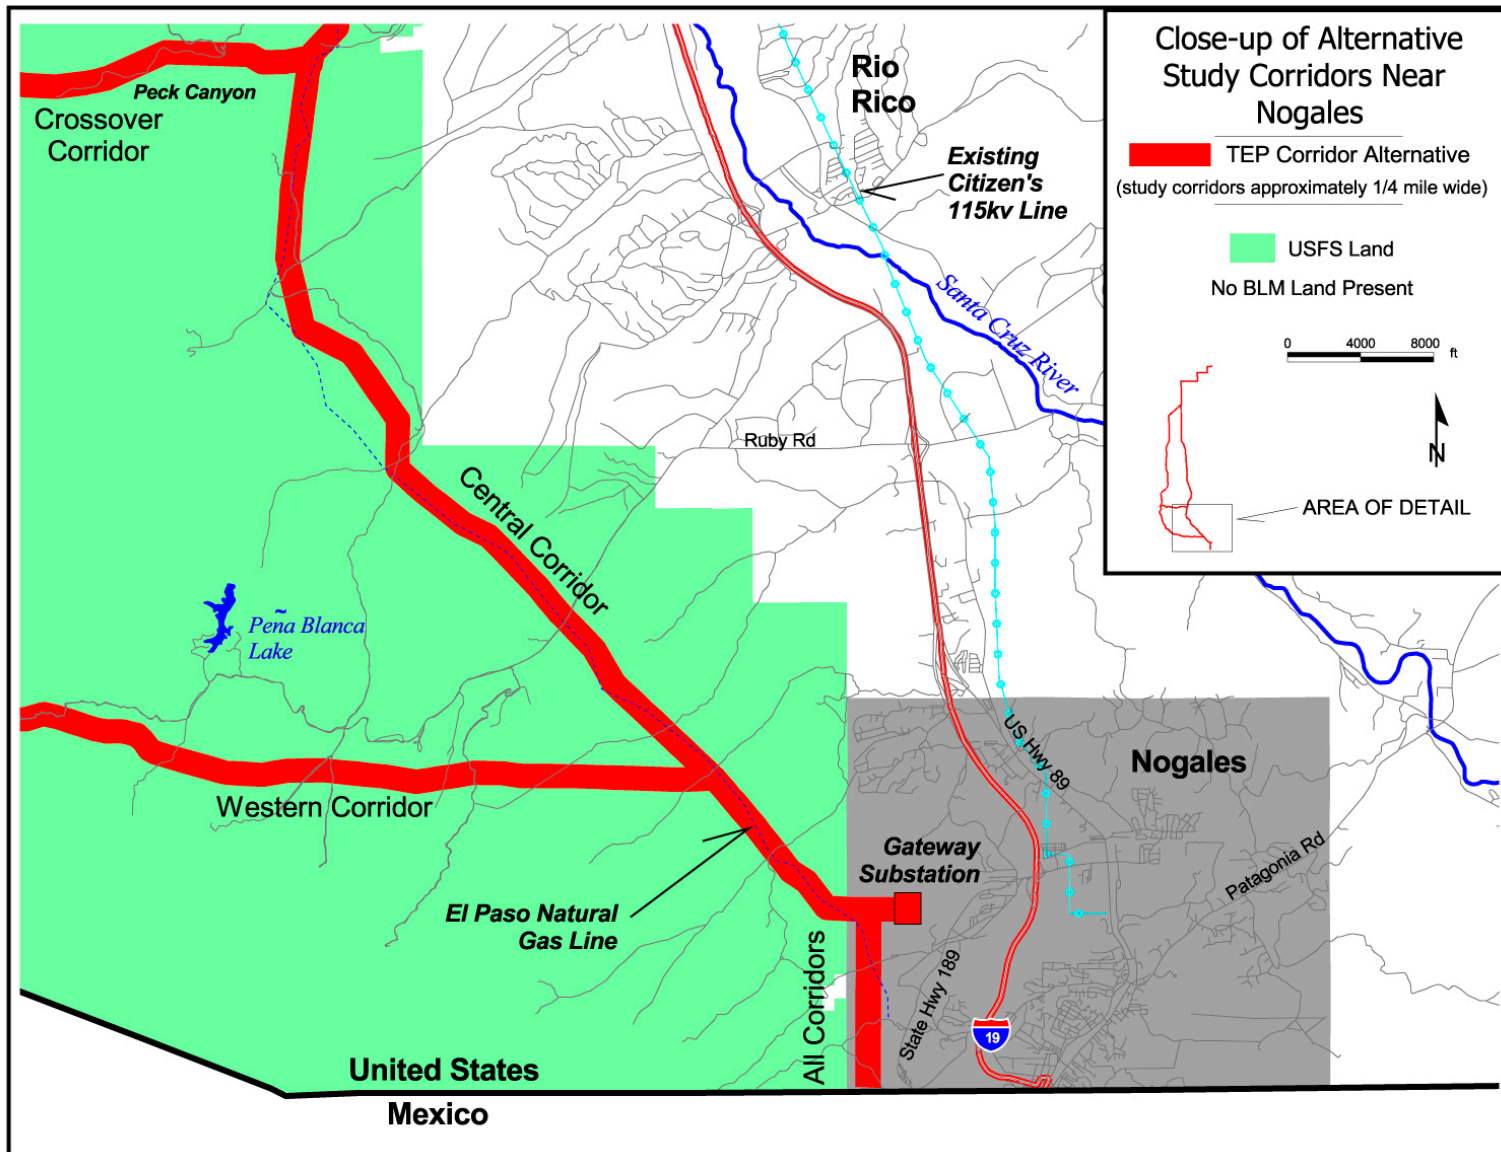 Close-up of Alternative
Study Corridors Near
Nogales
TEP Corridor Alternative
(study corridors approximately 1/4 mile wide)
USFS Land
No BLM Land Present
0 4000 8000 ft
N
AREA OF DETAIL
Peck Canyon
Crossover
Corridor
Rio
Rico
Existing
Citizen's
115kv Line
Santa Cruz River
Ruby Rd
Central Corridor
Peña Blanca
Lake
Western Corridor
US Hwy 89
Nogales
Gateway
Substation
Patagonia Rd
El Paso Natural
Gas Line
All Corridors
State Hwy 189
19
United States
Mexico